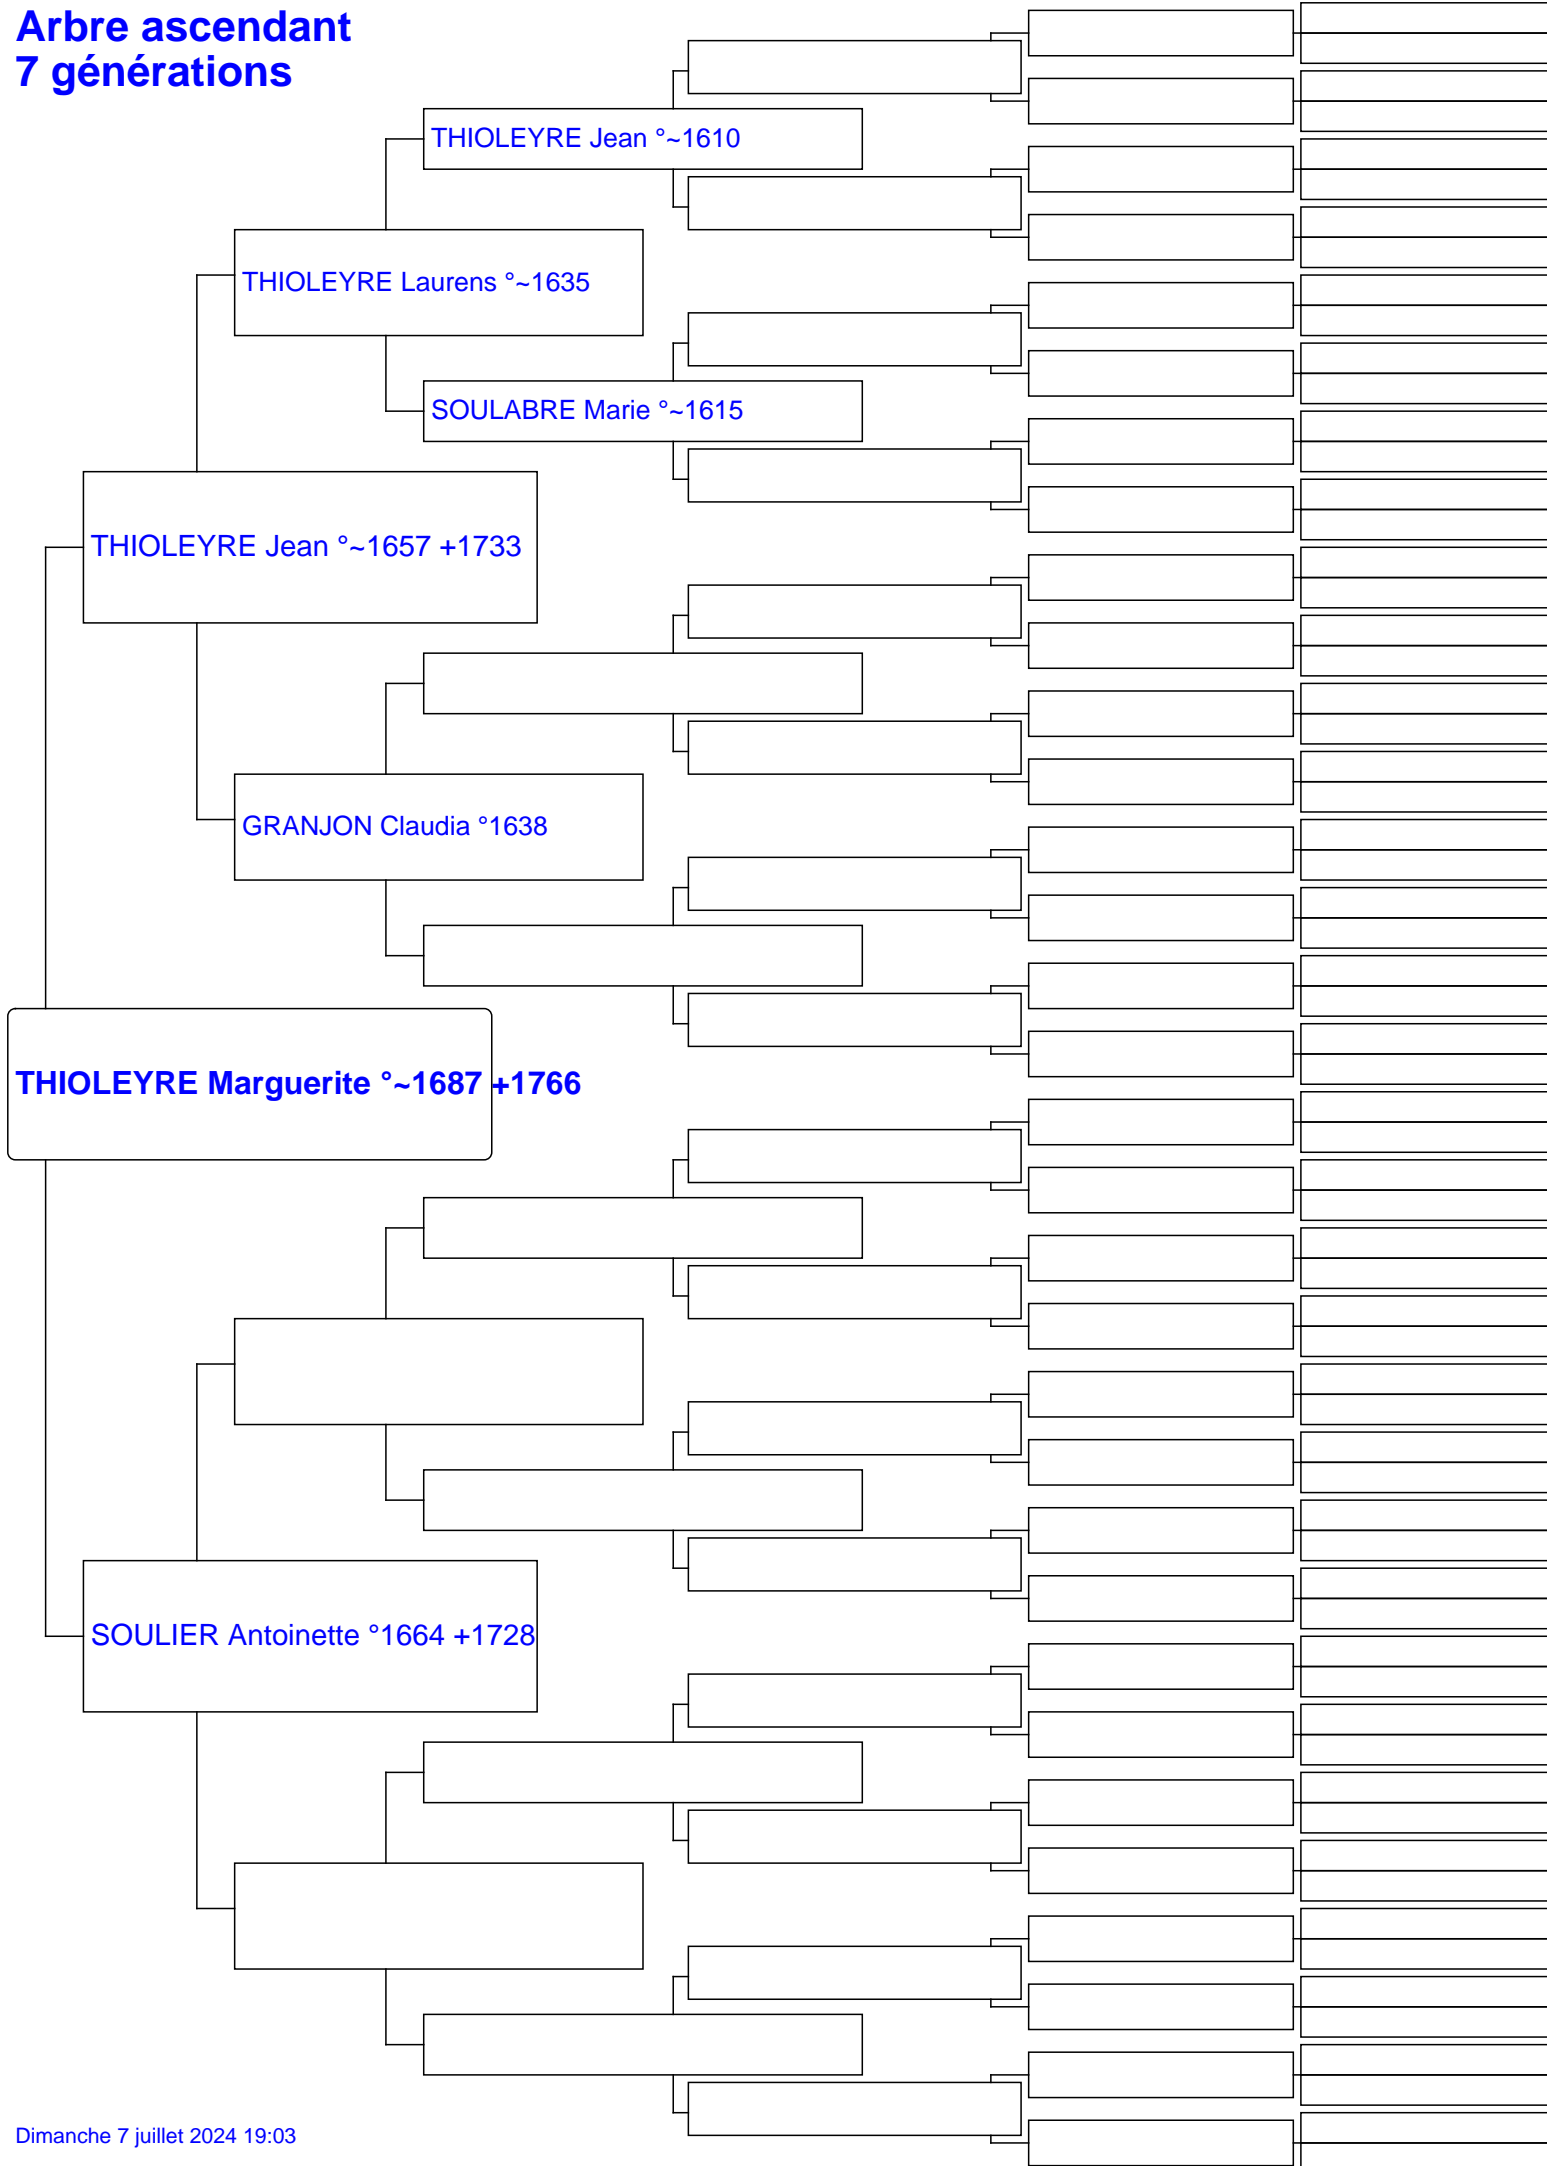 Arbre ascendant
7 générations
THIOLEYRE Jean °~1610
THIOLEYRE Laurens °~1635
SOULABRE Marie °~1615
THIOLEYRE Jean °~1657 +1733
GRANJON Claudia °1638
THIOLEYRE Marguerite °~1687 +1766
SOULIER Antoinette °1664 +1728
Dimanche 7 juillet 2024 19:03